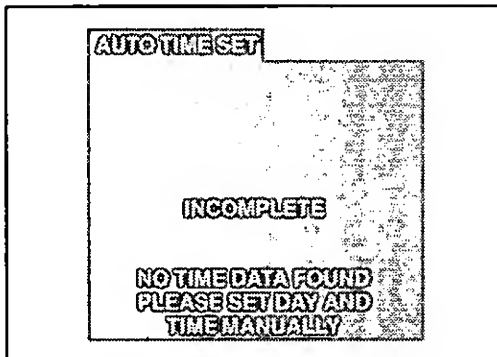 AUTO TIME SET
INCOMPLETE
NO TIME DATA FOUND
PLEASE SET DAY AND
TIME MANUALLY